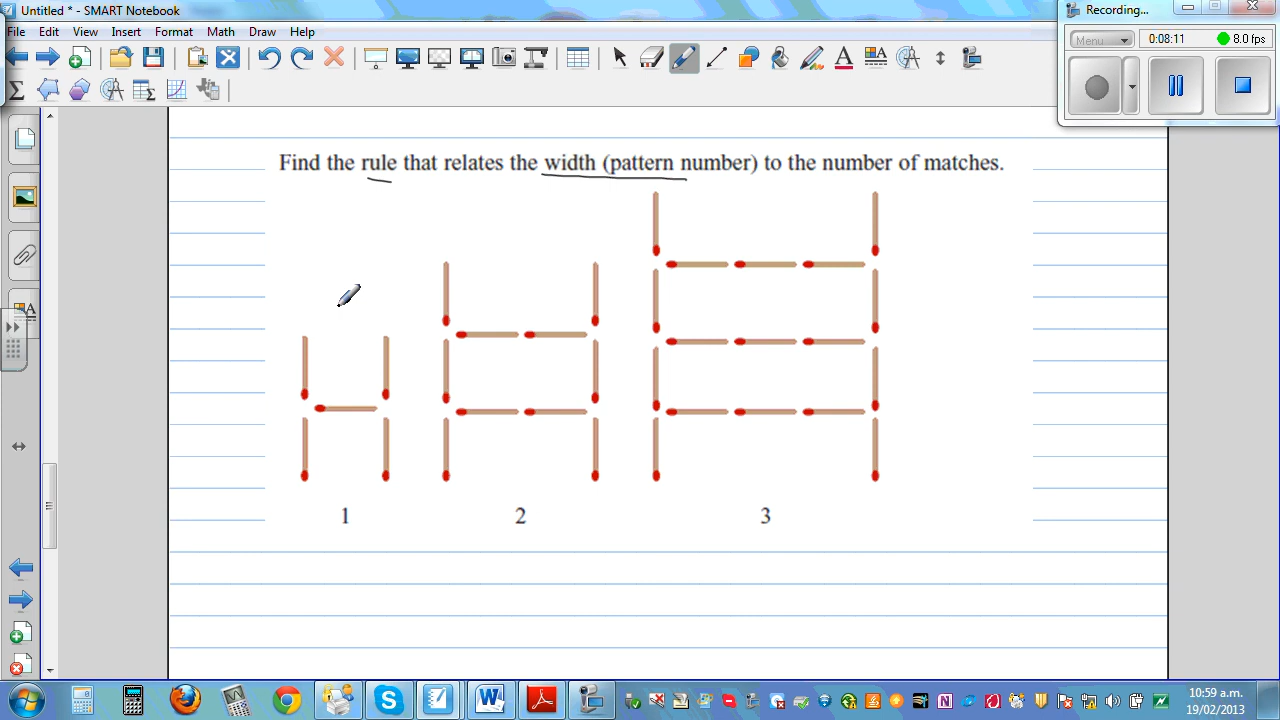 Untitled * - SMART Notebook
Recording...
File Edit View Insert Format Math Draw Help
Menu 00:08:11 8.0 fps
Find the rule that relates the width (pattern number) to the number of matches.
1 2 3
10:59 a.m.
19/02/2013